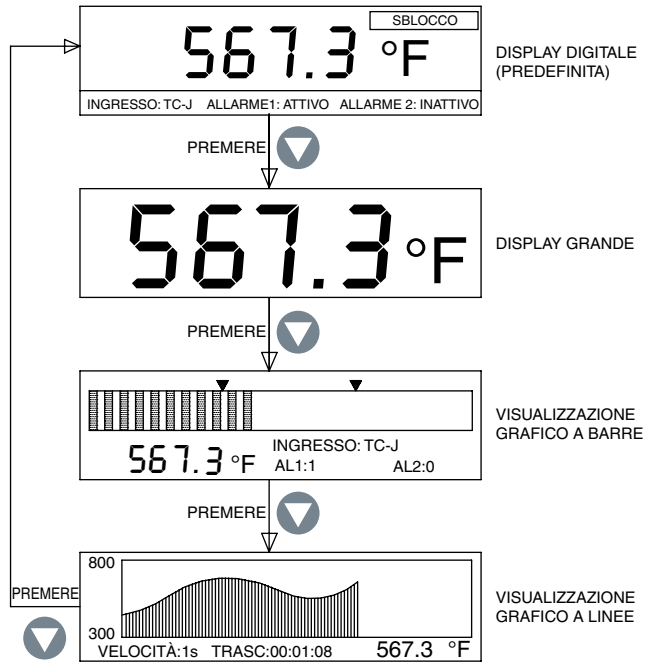 SBLOCCO
567.3 °F
INGRESSO: TC-J ALLARME1: ATTIVO ALLARME 2: INATTIVO
DISPLAY DIGITALE
(PREDEFINITA)
PREMERE
567.3 °F
DISPLAY GRANDE
PREMERE
567.3 °F
INGRESSO: TC-J
AL1:1 AL2:0
VISUALIZZAZIONE
GRAFICO A BARRE
PREMERE
PREMERE
800
300
VELOCITÀ:1s TRASC:00:01:08 567.3 °F
VISUALIZZAZIONE
GRAFICO A LINEE